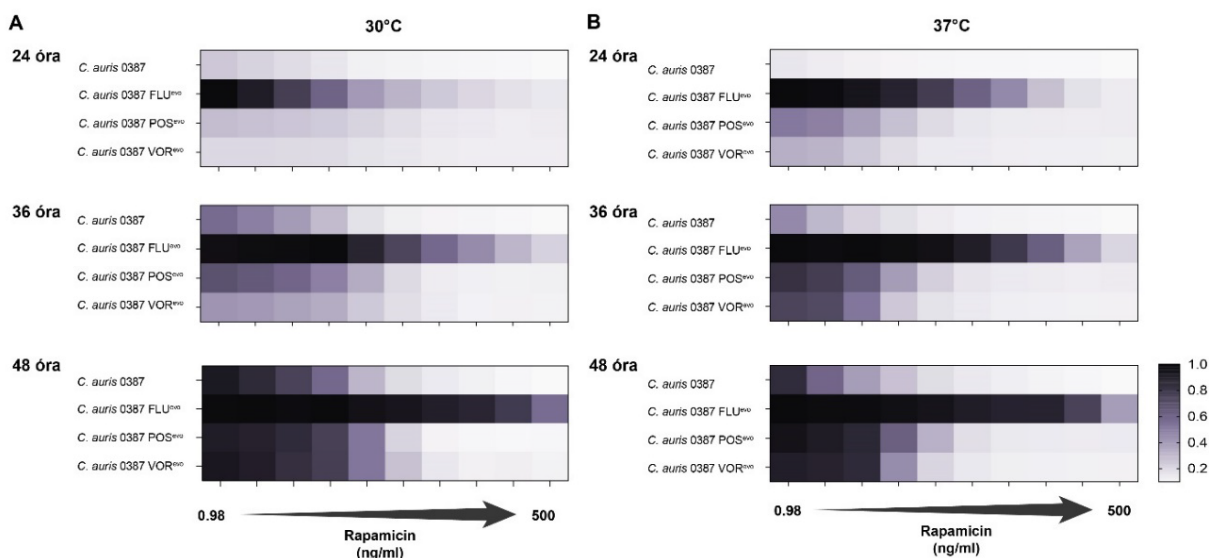 A
30°C
24 óra
C. auris 0387
C. auris 0387 FLUᵉᵛᵒ
C. auris 0387 POSᵉᵛᵒ
C. auris 0387 VORᵉᵛᵒ
36 óra
C. auris 0387
C. auris 0387 FLUᵉᵛᵒ
C. auris 0387 POSᵉᵛᵒ
C. auris 0387 VORᵉᵛᵒ
48 óra
C. auris 0387
C. auris 0387 FLUᵉᵛᵒ
C. auris 0387 POSᵉᵛᵒ
C. auris 0387 VORᵉᵛᵒ
0.98
500
Rapamicin
(ng/ml)
B
37°C
24 óra
C. auris 0387
C. auris 0387 FLUᵉᵛᵒ
C. auris 0387 POSᵉᵛᵒ
C. auris 0387 VORᵉᵛᵒ
36 óra
C. auris 0387
C. auris 0387 FLUᵉᵛᵒ
C. auris 0387 POSᵉᵛᵒ
C. auris 0387 VORᵉᵛᵒ
48 óra
C. auris 0387
C. auris 0387 FLUᵉᵛᵒ
C. auris 0387 POSᵉᵛᵒ
C. auris 0387 VORᵉᵛᵒ
0.98
500
Rapamicin
(ng/ml)
1.0
0.8
0.6
0.4
0.2